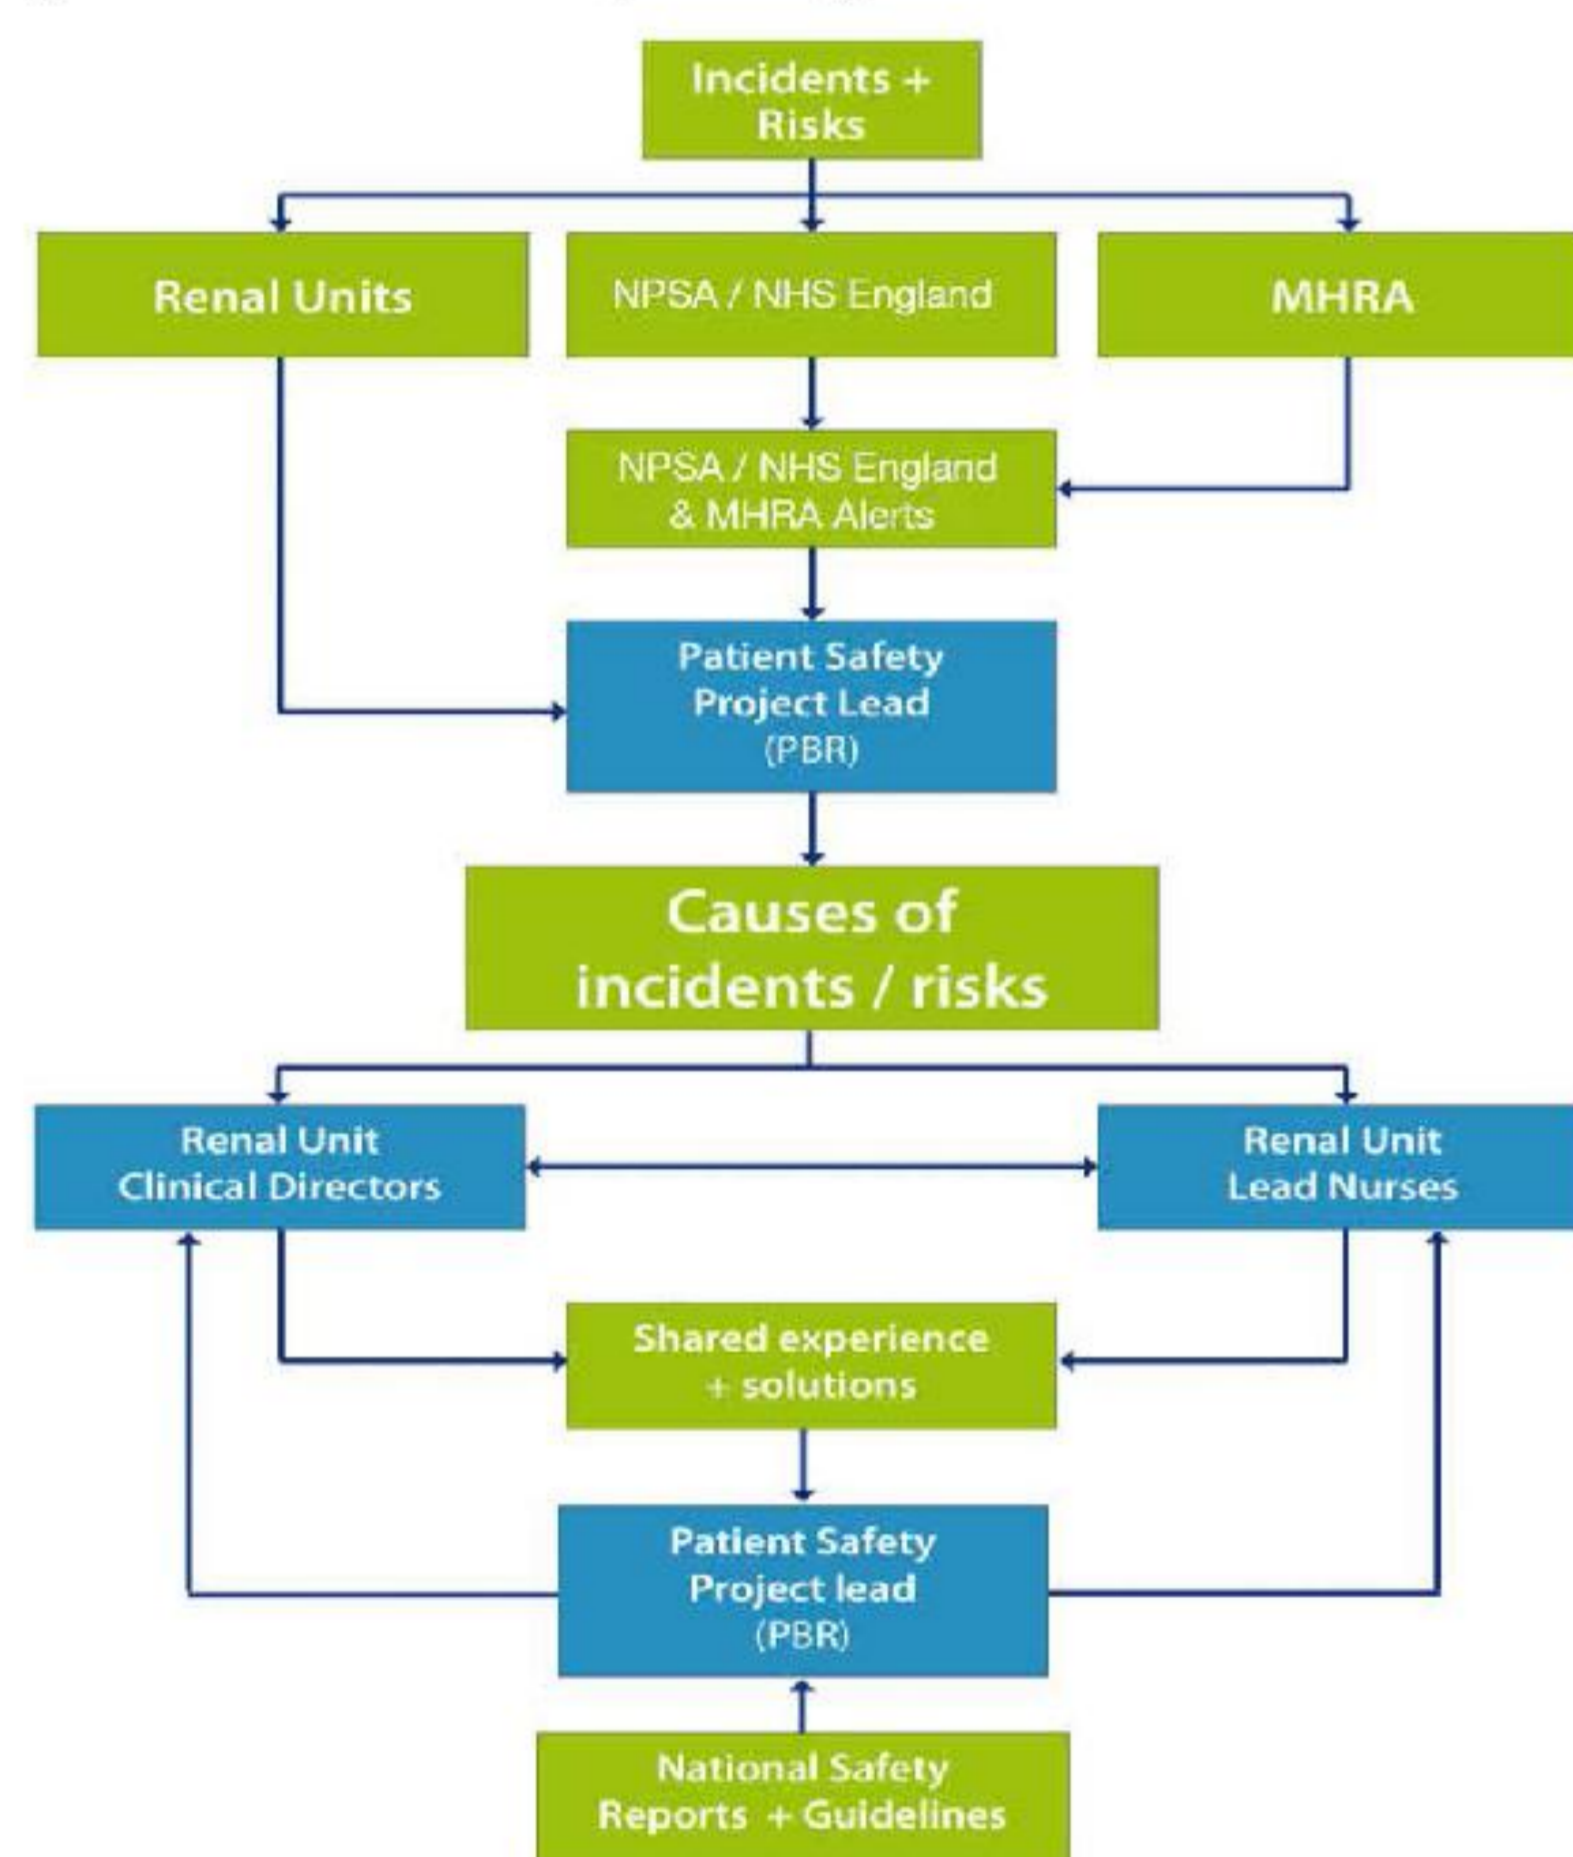 Incidents +
Risks
Renal Units
NPSA / NHS England
MHRA
NPSA / NHS England
& MHRA Alerts
Patient Safety
Project Lead
(PBR)
Causes of
incidents / risks
Renal Unit
Clinical Directors
Renal Unit
Lead Nurses
Shared experience
+ solutions
Patient Safety
Project lead
(PBR)
National Safety
Reports + Guidelines